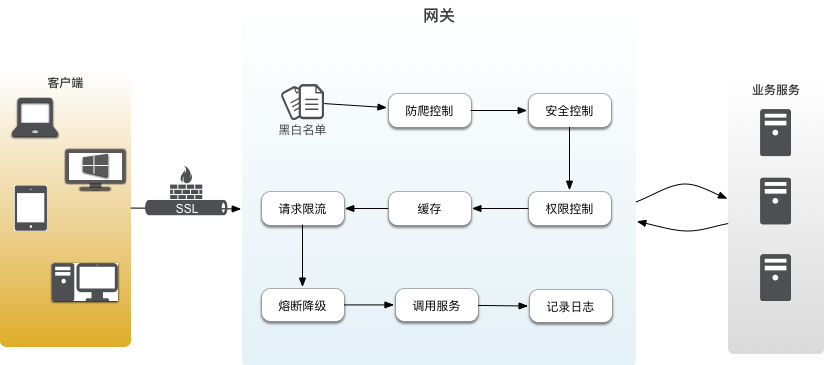 网关
客户端
业务服务
黑白名单
防爬控制
安全控制
SSL
请求限流
缓存
权限控制
熔断降级
调用服务
记录日志